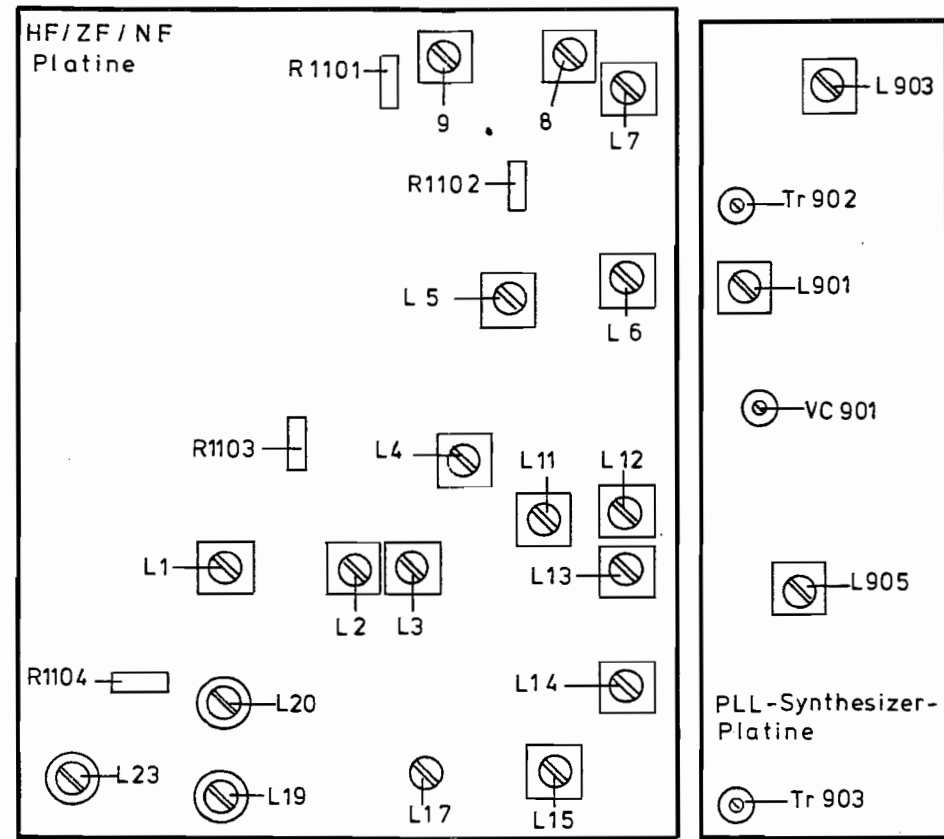 HF/ZF/NF
Platine
R1101
9
8
L7
R1102
L5
L6
R1103
L4
L11
L12
L1
L2
L3
L13
R1104
L20
L14
L23
L19
L17
L15
L903
Tr902
L901
VC901
L905
PLL-Synthesizer-
Platine
Tr903